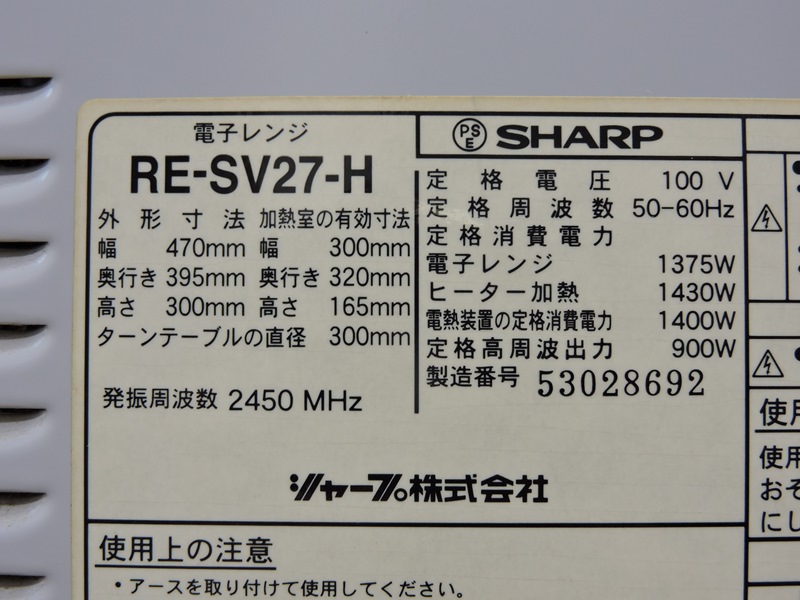 電子レンジ
RE-SV27-H
外形寸法 加熱室の有効寸法
幅 470mm 幅 300mm
奥行き 395mm 奥行き 320mm
高さ 300mm 高さ 165mm
ターンテーブルの直径 300mm
発振周波数 2450 MHz
PSE SHARP
定格電圧 100 V
定格周波数 50-60Hz
定格消費電力
電子レンジ 1375W
ヒーター加熱 1430W
電熱装置の定格消費電力 1400W
定格高周波出力 900W
製造番号 53028692
シャープ株式会社
使用上の注意
・アースを取り付けて使用してください。
使用
おそ
にし